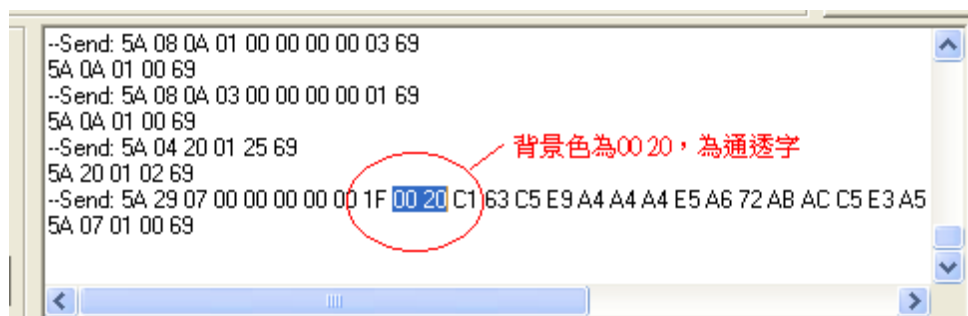 --Send: 5A 08 0A 01 00 00 00 00 03 69
5A 0A 01 00 69
--Send: 5A 08 0A 03 00 00 00 00 01 69
5A 0A 01 00 69
--Send: 5A 04 20 01 25 69
背景色為00 20，為通透字
5A 20 01 02 69
--Send: 5A 29 07 00 00 00 00 00 00 1F 00 20 C1 63 C5 E9 A4 A4 A4 E5 A6 72 AB AC C5 E3 A5
5A 07 01 00 69